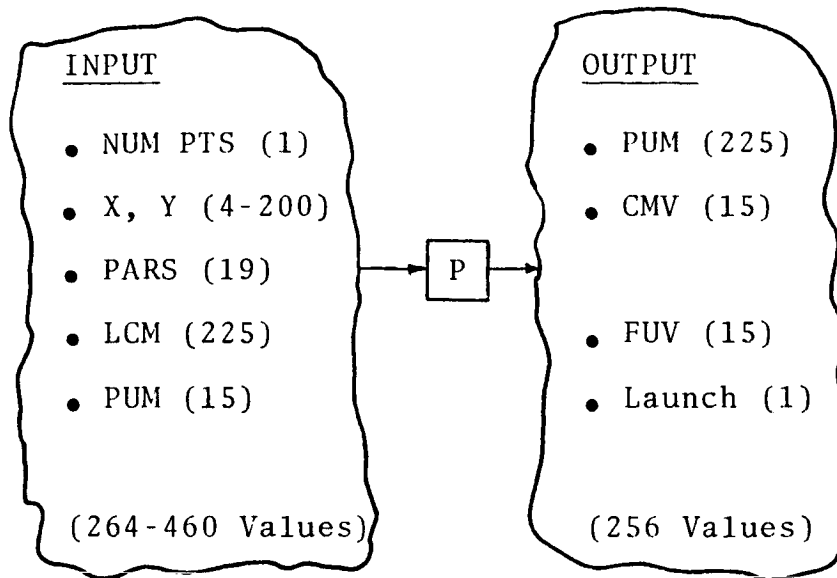 INPUT
• NUM PTS (1)
• X, Y (4-200)
• PARS (19)
• LCM (225)
• PUM (15)
(264-460 Values)
P
OUTPUT
• PUM (225)
• CMV (15)
• FUV (15)
• Launch (1)
(256 Values)